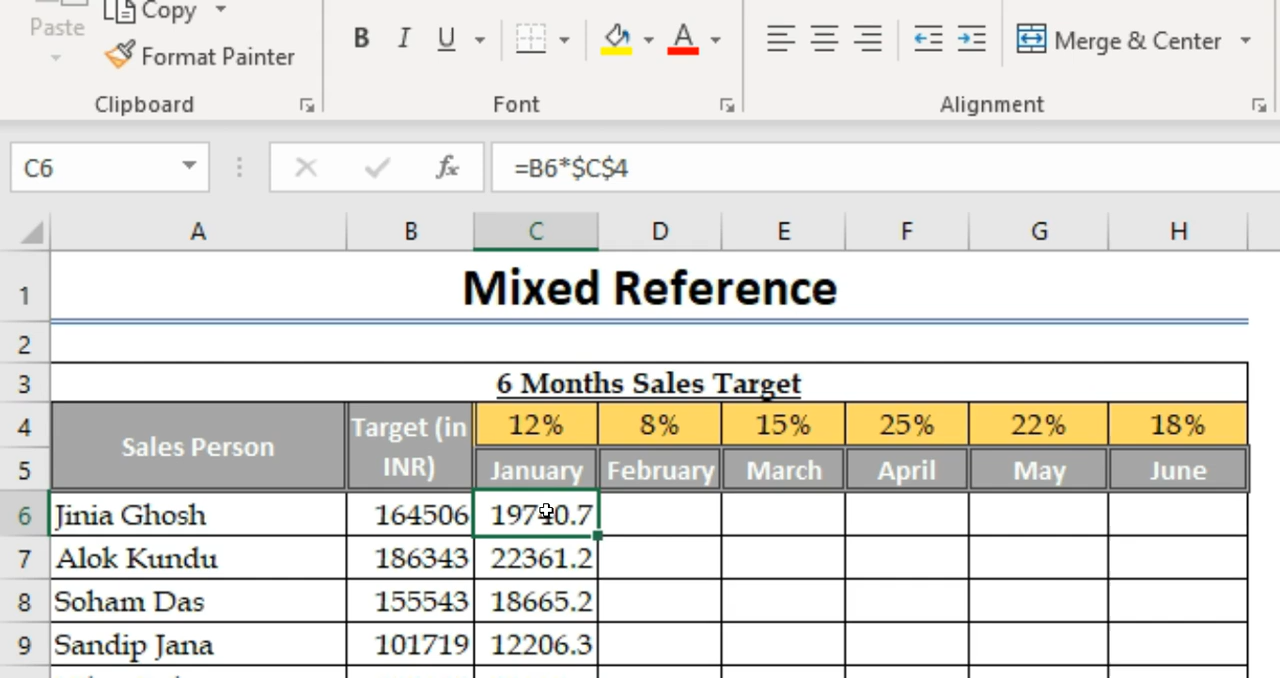 Paste
Copy
Format Painter
Clipboard
B I U A
Font
Merge & Center
Alignment
C6 fx =B6*$C$4
A B C D E F G H
1 Mixed Reference
2
3 6 Months Sales Target
4 Sales Person Target (in INR) 12% 8% 15% 25% 22% 18%
5 January February March April May June
6 Jinia Ghosh 164506 19740.7
7 Alok Kundu 186343 22361.2
8 Soham Das 155543 18665.2
9 Sandip Jana 101719 12206.3